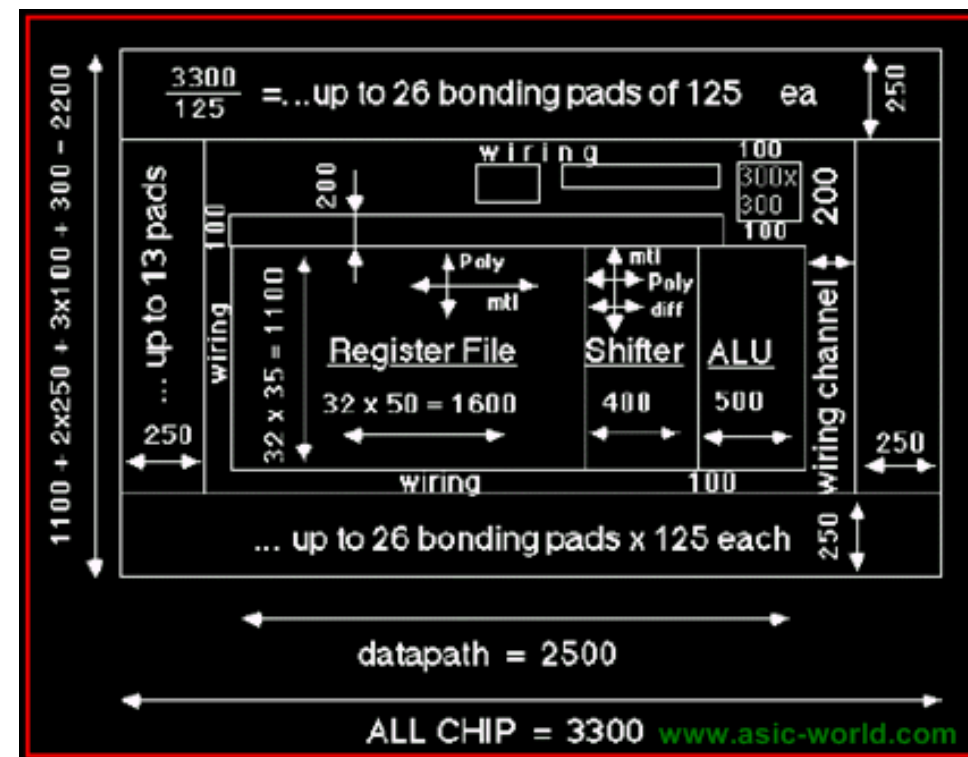 3300
125
=...up to 26 bonding pads of 125 ea
250
1100 + 2x250 + 3x100 + 300 - 2200
wiring
100
300x
300
100
200
200
100
... up to 13 pads
wiring
32 x 35 = 1100
Poly
mtl
mtl
Poly
diff
Register File
Shifter
ALU
32 x 50 = 1600
400
500
wiring channel
250
250
wiring
100
... up to 26 bonding pads x 125 each
250
datapath = 2500
ALL CHIP = 3300
www.asic-world.com